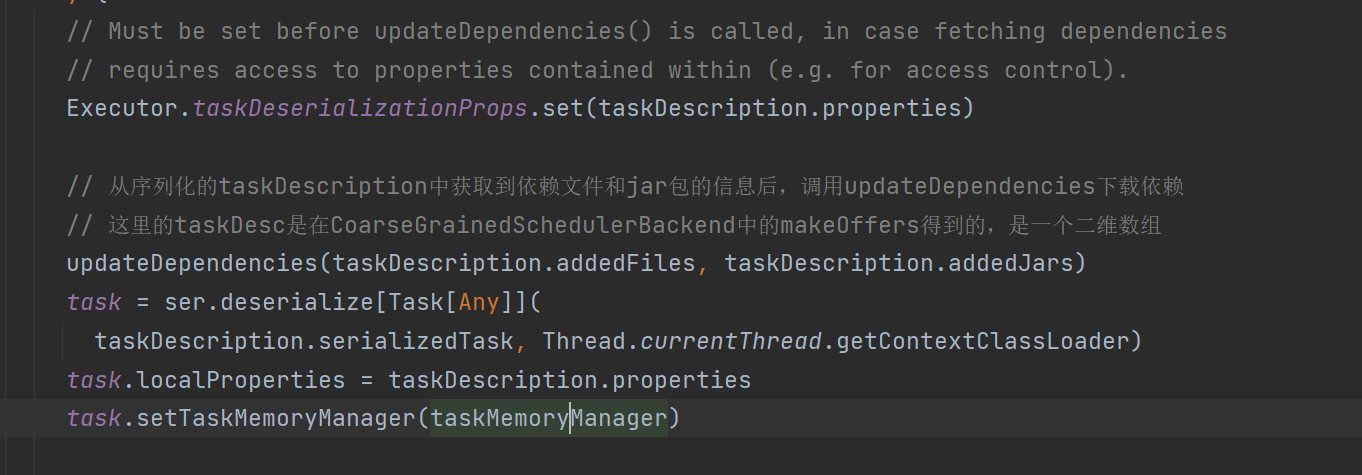 // Must be set before updateDependencies() is called, in case fetching dependencies
// requires access to properties contained within (e.g. for access control).
Executor.taskDeserializationProps.set(taskDescription.properties)
// 从序列化的taskDescription中获取到依赖文件和jar包的信息后，调用updateDependencies下载依赖
// 这里的taskDesc是在CoarseGrainedSchedulerBackend中的makeOffers得到的，是一个二维数组
updateDependencies(taskDescription.addedFiles, taskDescription.addedJars)
task = ser.deserialize[Task[Any]](
taskDescription.serializedTask, Thread.currentThread.getContextClassLoader)
task.localProperties = taskDescription.properties
task.setTaskMemoryManager(taskMemoryManager)